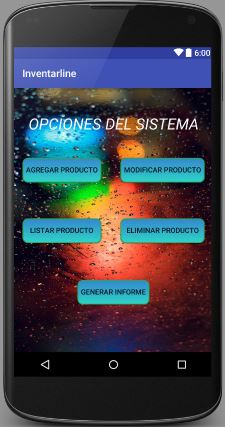 6:00
Inventarline
OPCIONES DEL SISTEMA
AGREGAR PRODUCTO
MODIFICAR PRODUCTO
LISTAR PRODUCTO
ELIMINAR PRODUCTO
GENERAR INFORME